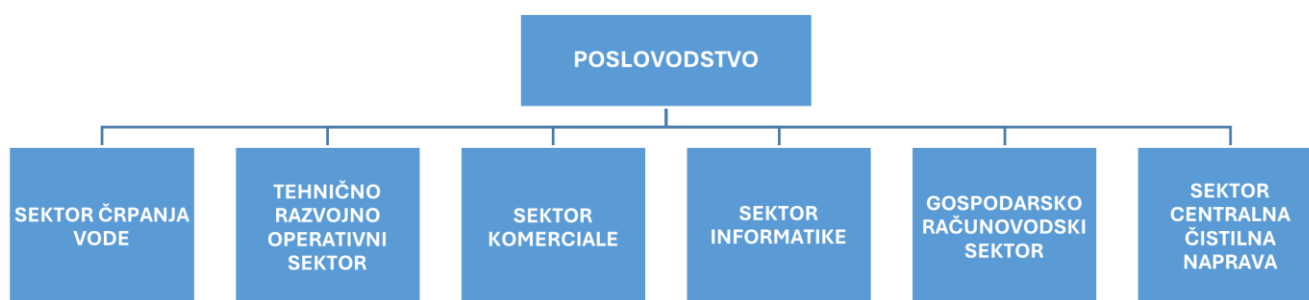 POSLOVODSTVO
SEKTOR ČRPANJA
VODE
TEHNIČNO
RAZVOJNO
OPERATIVNI
SEKTOR
SEKTOR
KOMERCIALE
SEKTOR
INFORMATIKE
GOSPODARSKO
RAČUNOVODSKI
SEKTOR
SEKTOR
CENTRALNA
ČISTILNA
NAPRAVA